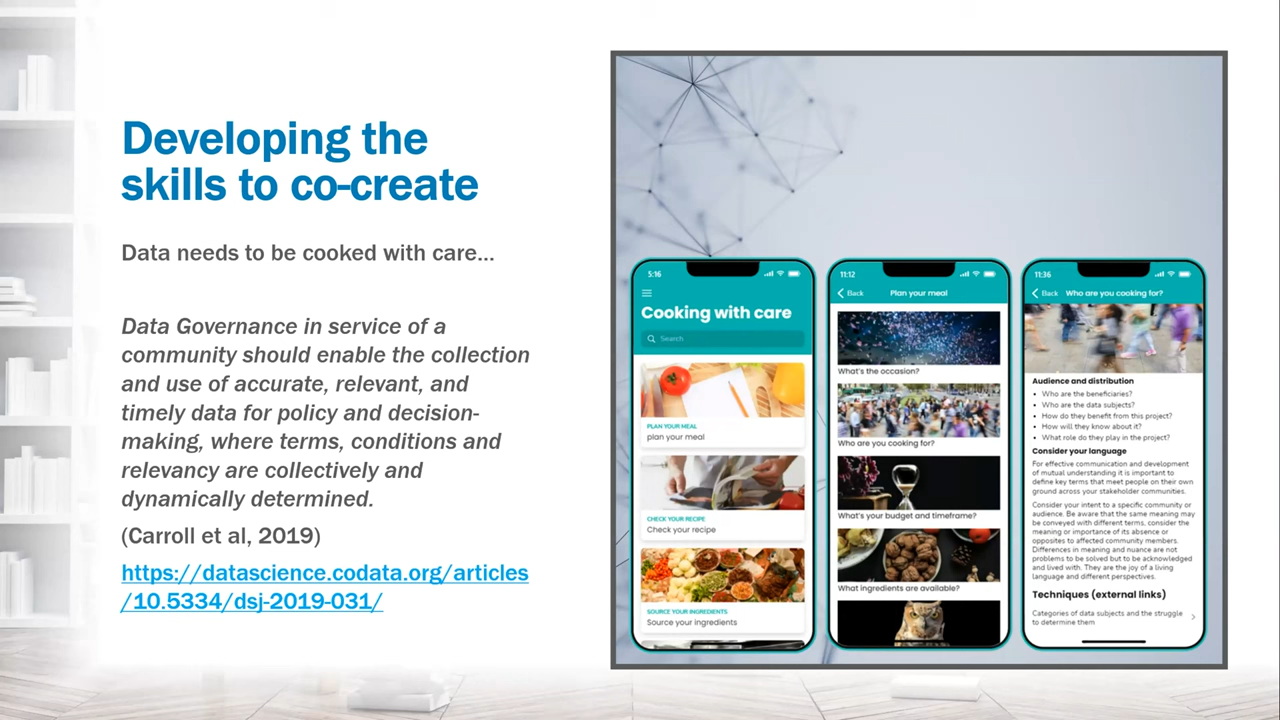 Developing the
skills to co-create
Data needs to be cooked with care...
Data Governance in service of a
community should enable the collection
and use of accurate, relevant, and
timely data for policy and decision-
making, where terms, conditions and
relevancy are collectively and
dynamically determined.
(Carroll et al, 2019)
https://datascience.codata.org/articles
/10.5334/dsj-2019-031/
5:16
Cooking with care
Search
PLAN YOUR MEAL
plan your meal
CHECK YOUR RECIPE
Check your recipe
SOURCE YOUR INGREDIENTS
Source your ingredients
11:12
Back
Plan your meal
What's the occasion?
Who are you cooking for?
What's your budget and timeframe?
What ingredients are available?
11:36
Back
Who are you cooking for?
Audience and distribution
• Who are the beneficiaries?
• Who are the data subjects?
• How do they benefit from this project?
• How will they know about it?
• What role do they play in the project?
Consider your language
For effective communication and development
of mutual understanding it is important to
define key terms that meet people on their own
ground across your stakeholder communities.
Consider your intent to a specific community or
audience. Be aware that the same meaning may
be conveyed with different terms, consider the
meaning or importance of its absence or
opposites to affected community members.
Differences in meaning and nuance are not
problems to be solved but to be acknowledged
and lived with. They are the joy of a living
language and different perspectives.
Techniques (external links)
Categories of data subjects and the struggle
to determine them